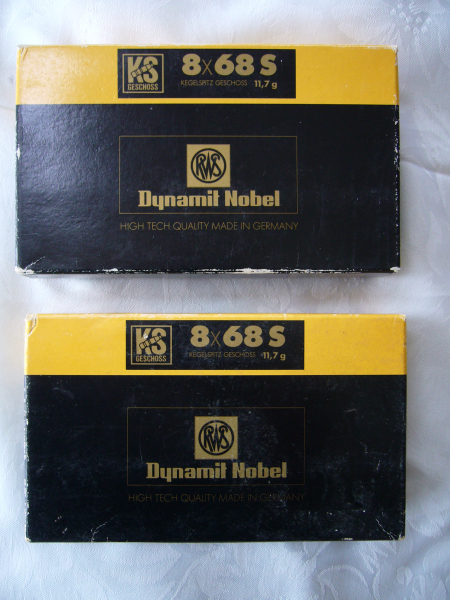 KS
GESCHOSS
8x68 S
KEGELSPITZ GESCHOSS 11,7 g
RWS
Dynamit Nobel
HIGH TECH QUALITY MADE IN GERMANY
KS
GESCHOSS
8x68 S
KEGELSPITZ GESCHOSS 11,7 g
RWS
Dynamit Nobel
HIGH TECH QUALITY MADE IN GERMANY